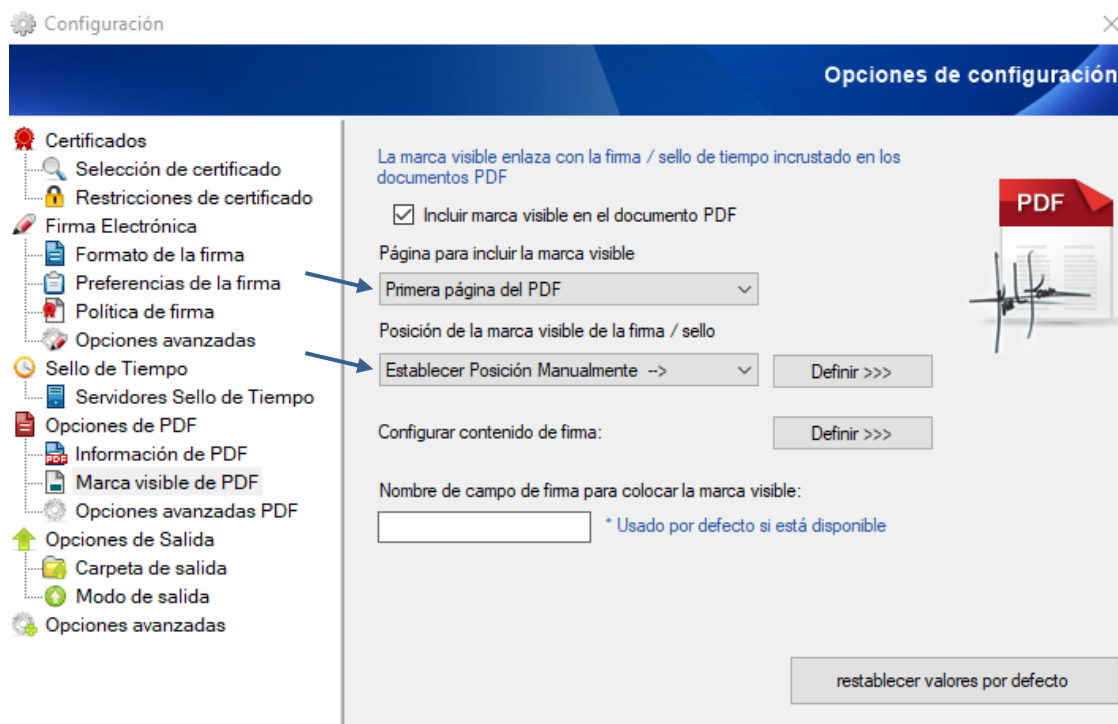 Configuración
Opciones de configuración
Certificados
Selección de certificado
Restricciones de certificado
Firma Electrónica
Formato de la firma
Preferencias de la firma
Política de firma
Opciones avanzadas
Sello de Tiempo
Servidores Sello de Tiempo
Opciones de PDF
Información de PDF
Marca visible de PDF
Opciones avanzadas PDF
Opciones de Salida
Carpeta de salida
Modo de salida
Opciones avanzadas
La marca visible enlaza con la firma / sello de tiempo incrustado en los
documentos PDF
Incluir marca visible en el documento PDF
PDF
Página para incluir la marca visible
Primera página del PDF
Posición de la marca visible de la firma / sello
Establecer Posición Manualmente -->
Definir >>>
Configurar contenido de firma:
Definir >>>
Nombre de campo de firma para colocar la marca visible:
* Usado por defecto si está disponible
restablecer valores por defecto